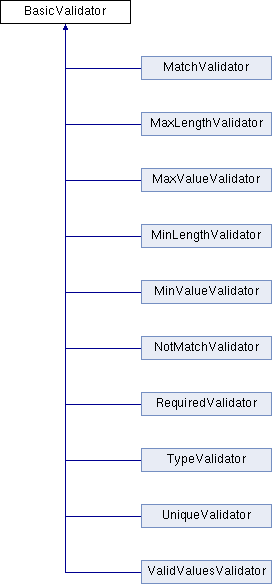 BasicValidator
MatchValidator
MaxLengthValidator
MaxValueValidator
MinLengthValidator
MinValueValidator
NotMatchValidator
RequiredValidator
TypeValidator
UniqueValidator
ValidValuesValidator